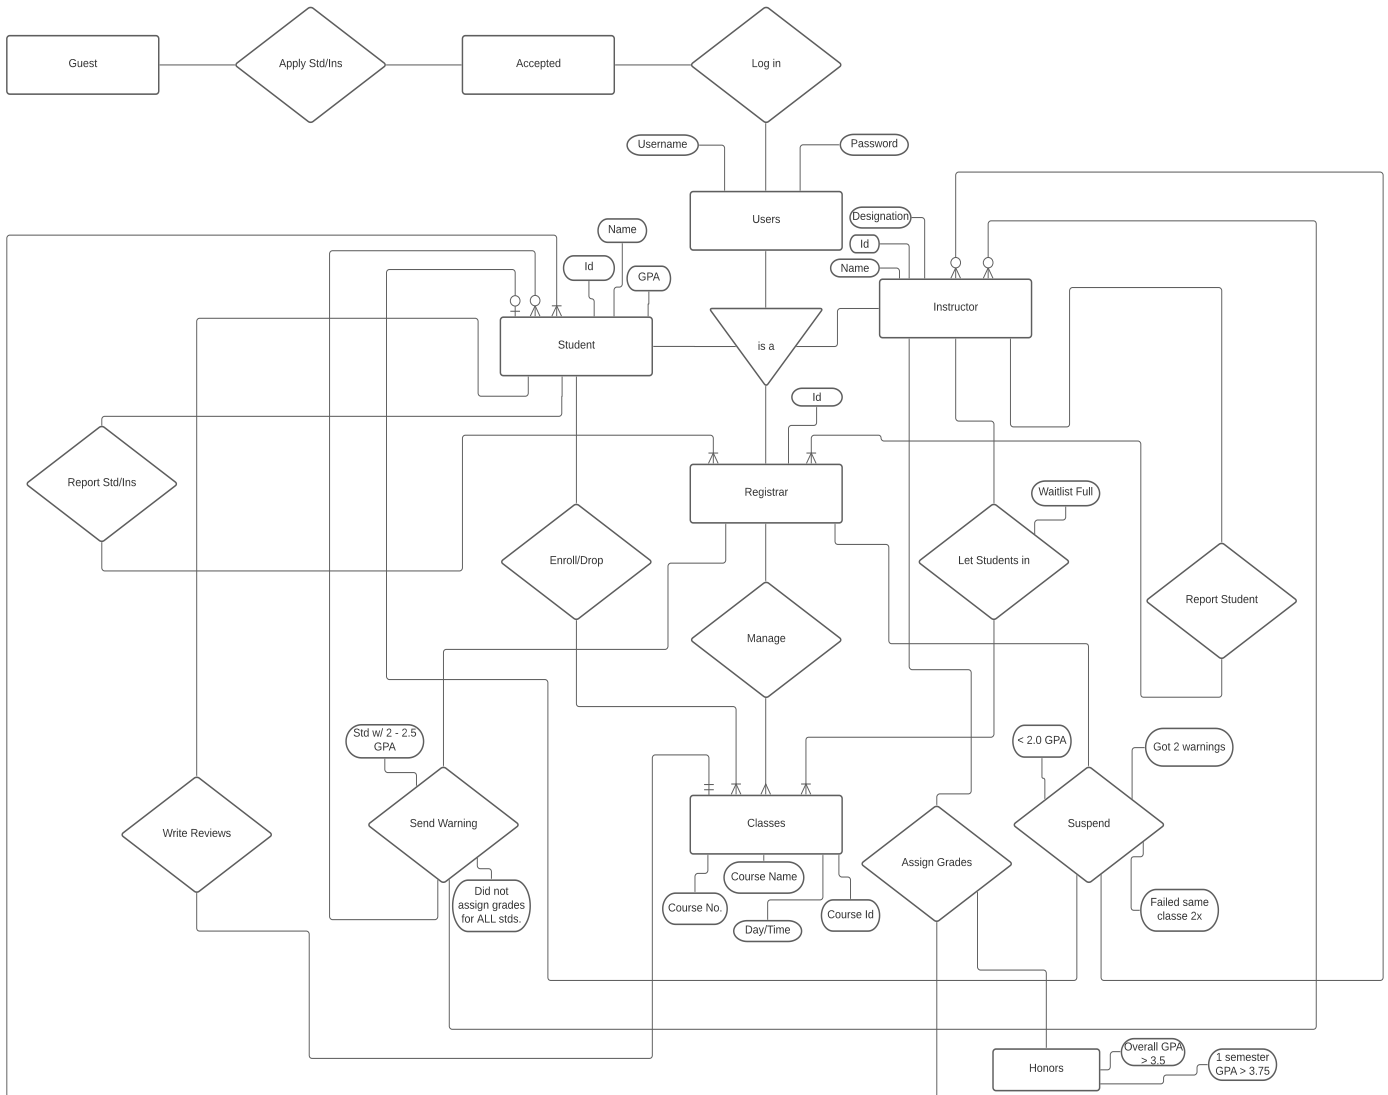 Guest
Apply Std/Ins
Accepted
Log in
Username
Password
Users
Designation
Id
Name
Name
Id
GPA
Instructor
Student
is a
Id
Registrar
Report Std/Ins
Waitlist Full
Enroll/Drop
Let Students in
Report Student
Manage
Std w/ 2 - 2.5
GPA
< 2.0 GPA
Got 2 warnings
Write Reviews
Send Warning
Classes
Suspend
Assign Grades
Course Name
Did not
assign grades
for ALL stds.
Course No.
Course Id
Day/Time
Failed same
classe 2x
Honors
Overall GPA
> 3.5
1 semester
GPA > 3.75